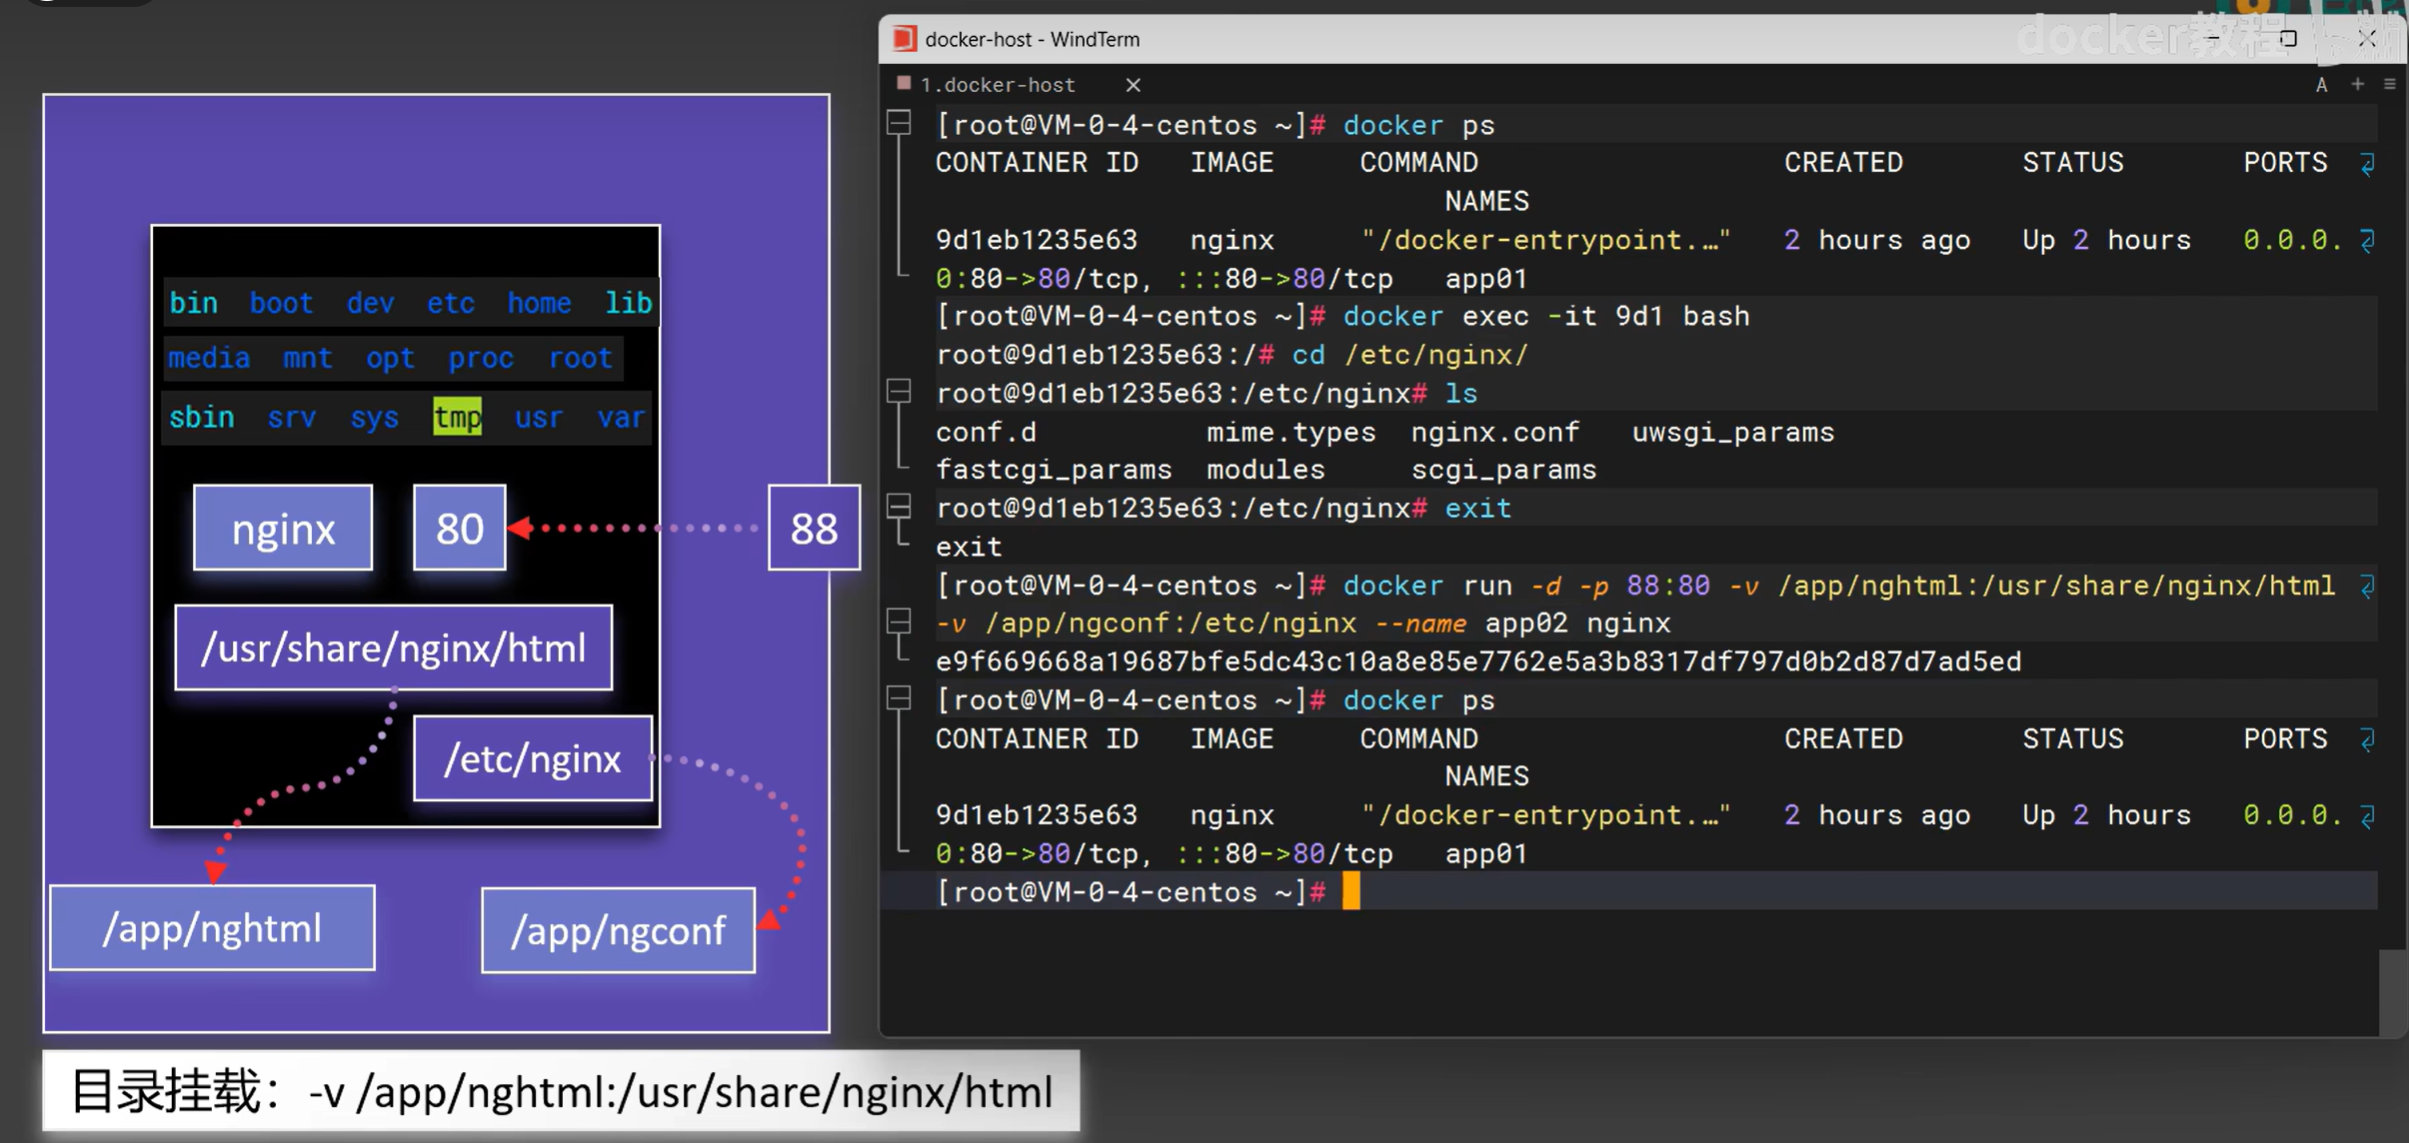 docker教程
docker-host - WindTerm
1.docker-host
A
bin boot dev etc home lib
media mnt opt proc root
sbin srv sys tmp usr var
nginx
80
88
/usr/share/nginx/html
/etc/nginx
/app/nghtml
/app/ngconf
目录挂载：-v /app/nghtml:/usr/share/nginx/html
[root@VM-0-4-centos ~]# docker ps
CONTAINER ID IMAGE COMMAND CREATED STATUS PORTS
NAMES
9d1eb1235e63 nginx "/docker-entrypoint.…" 2 hours ago Up 2 hours 0.0.0.
0:80->80/tcp, :::80->80/tcp app01
[root@VM-0-4-centos ~]# docker exec -it 9d1 bash
root@9d1eb1235e63:/# cd /etc/nginx/
root@9d1eb1235e63:/etc/nginx# ls
conf.d mime.types nginx.conf uwsgi_params
fastcgi_params modules scgi_params
root@9d1eb1235e63:/etc/nginx# exit
exit
[root@VM-0-4-centos ~]# docker run -d -p 88:80 -v /app/nghtml:/usr/share/nginx/html
-v /app/ngconf:/etc/nginx --name app02 nginx
e9f669668a19687bfe5dc43c10a8e85e7762e5a3b8317df797d0b2d87d7ad5ed
[root@VM-0-4-centos ~]# docker ps
CONTAINER ID IMAGE COMMAND CREATED STATUS PORTS
NAMES
9d1eb1235e63 nginx "/docker-entrypoint.…" 2 hours ago Up 2 hours 0.0.0.
0:80->80/tcp, :::80->80/tcp app01
[root@VM-0-4-centos ~]#